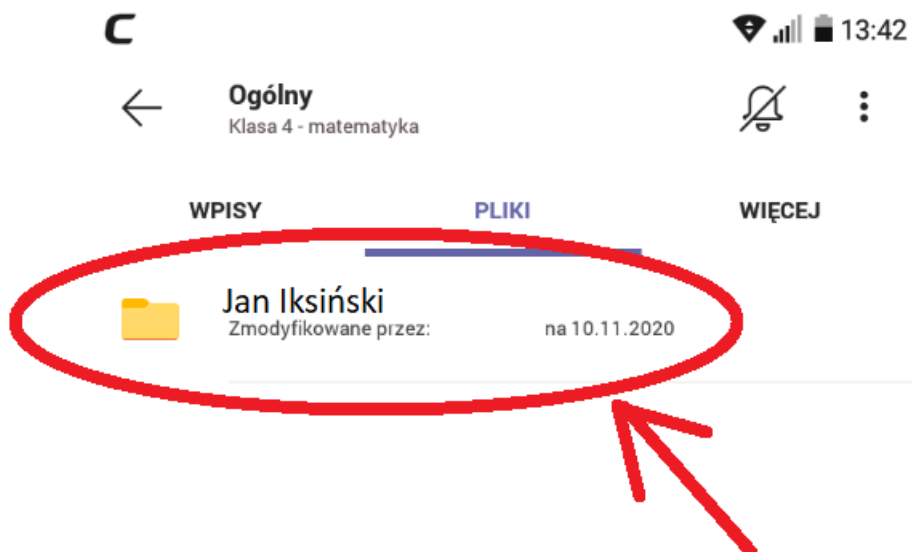 13:42
Ogólny
Klasa 4 - matematyka
WPISY PLIKI WIĘCEJ
Jan Iksiński
Zmodyfikowane przez: na 10.11.2020